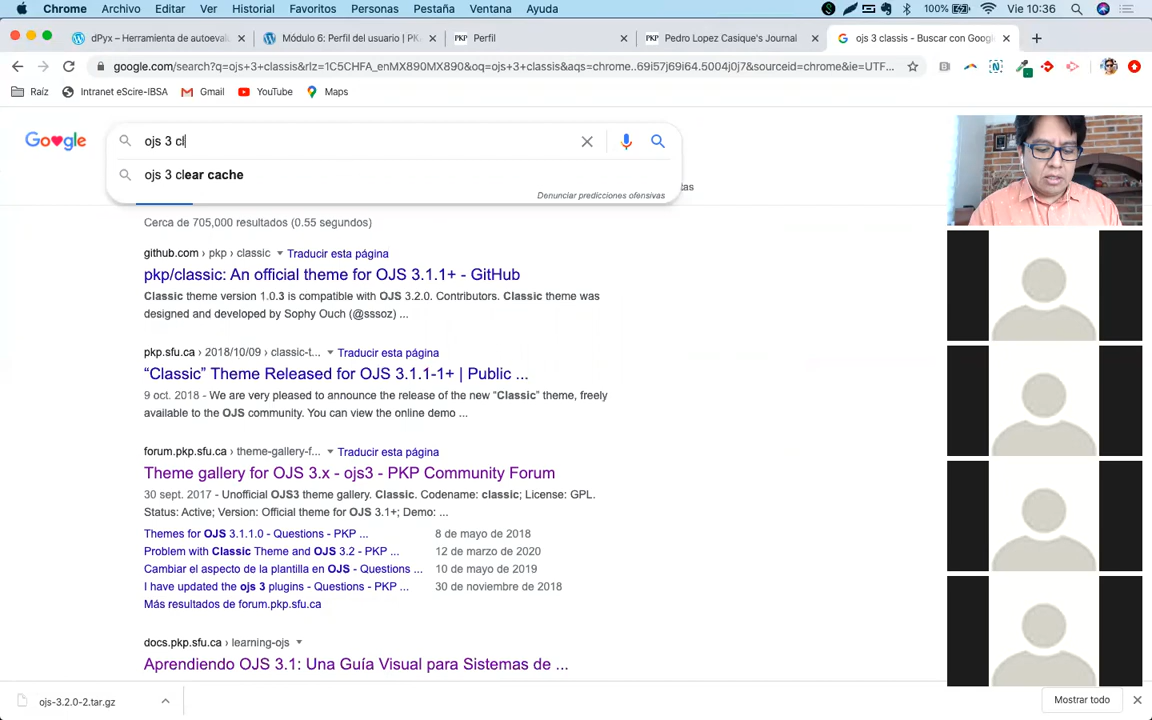 Chrome Archivo Editar Ver Historial Favoritos Personas Pestaña Ventana Ayuda 100% Vie 10:36
dPyx – Herramienta de autoeval
Módulo 6: Perfil del usuario | PK
PKP Perfil
PKP Pedro Lopez Casique's Journal
ojs 3 classis - Buscar con Google
google.com/search?q=ojs+3+classis&rlz=1C5CHFA_enMX890MX890&oq=ojs+3+classis&aqs=chrome..69i57j69i64.5004j0j7&sourceid=chrome&ie=UTF...
Raíz Intranet eScire-IBSA Gmail YouTube Maps
Google
ojs 3 cl
ojs 3 clear cache
Denunciar predicciones ofensivas
tas
Cerca de 705,000 resultados (0.55 segundos)
github.com › pkp › classic Traducir esta página
pkp/classic: An official theme for OJS 3.1.1+ - GitHub
Classic theme version 1.0.3 is compatible with OJS 3.2.0. Contributors. Classic theme was
designed and developed by Sophy Ouch (@sssoz) ...
pkp.sfu.ca › 2018/10/09 › classic-t... Traducir esta página
“Classic” Theme Released for OJS 3.1.1-1+ | Public ...
9 oct. 2018 - We are very pleased to announce the release of the new “Classic” theme, freely
available to the OJS community. You can view the online demo ...
forum.pkp.sfu.ca › theme-gallery-f... Traducir esta página
Theme gallery for OJS 3.x - ojs3 - PKP Community Forum
30 sept. 2017 - Unofficial OJS3 theme gallery. Classic. Codename: classic; License: GPL.
Status: Active; Version: Official theme for OJS 3.1+; Demo: ...
Themes for OJS 3.1.1.0 - Questions - PKP ... 8 de mayo de 2018
Problem with Classic Theme and OJS 3.2 - PKP ... 12 de marzo de 2020
Cambiar el aspecto de la plantilla en OJS - Questions ... 10 de mayo de 2019
I have updated the ojs 3 plugins - Questions - PKP ... 30 de noviembre de 2018
Más resultados de forum.pkp.sfu.ca
docs.pkp.sfu.ca › learning-ojs
Aprendiendo OJS 3.1: Una Guía Visual para Sistemas de ...
ojs-3.2.0-2.tar.gz
Mostrar todo